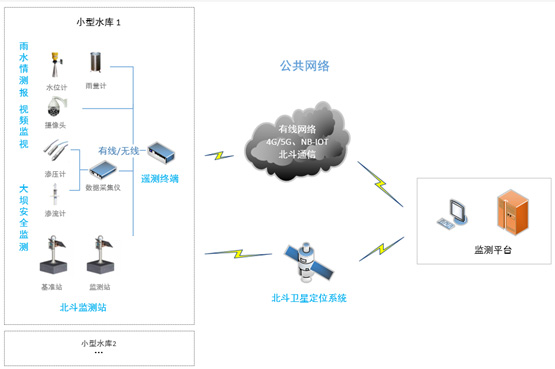 小型水库 1
雨水情测报
水位计
雨量计
视频监视
摄像头
有线/无线
渗压计
数据采集仪
遥测终端
大坝安全监测
渗流计
基准站
监测站
北斗监测站
小型水库2
...
公共网络
有线网络
4G/5G、NB-IOT
北斗通信
北斗卫星定位系统
监测平台